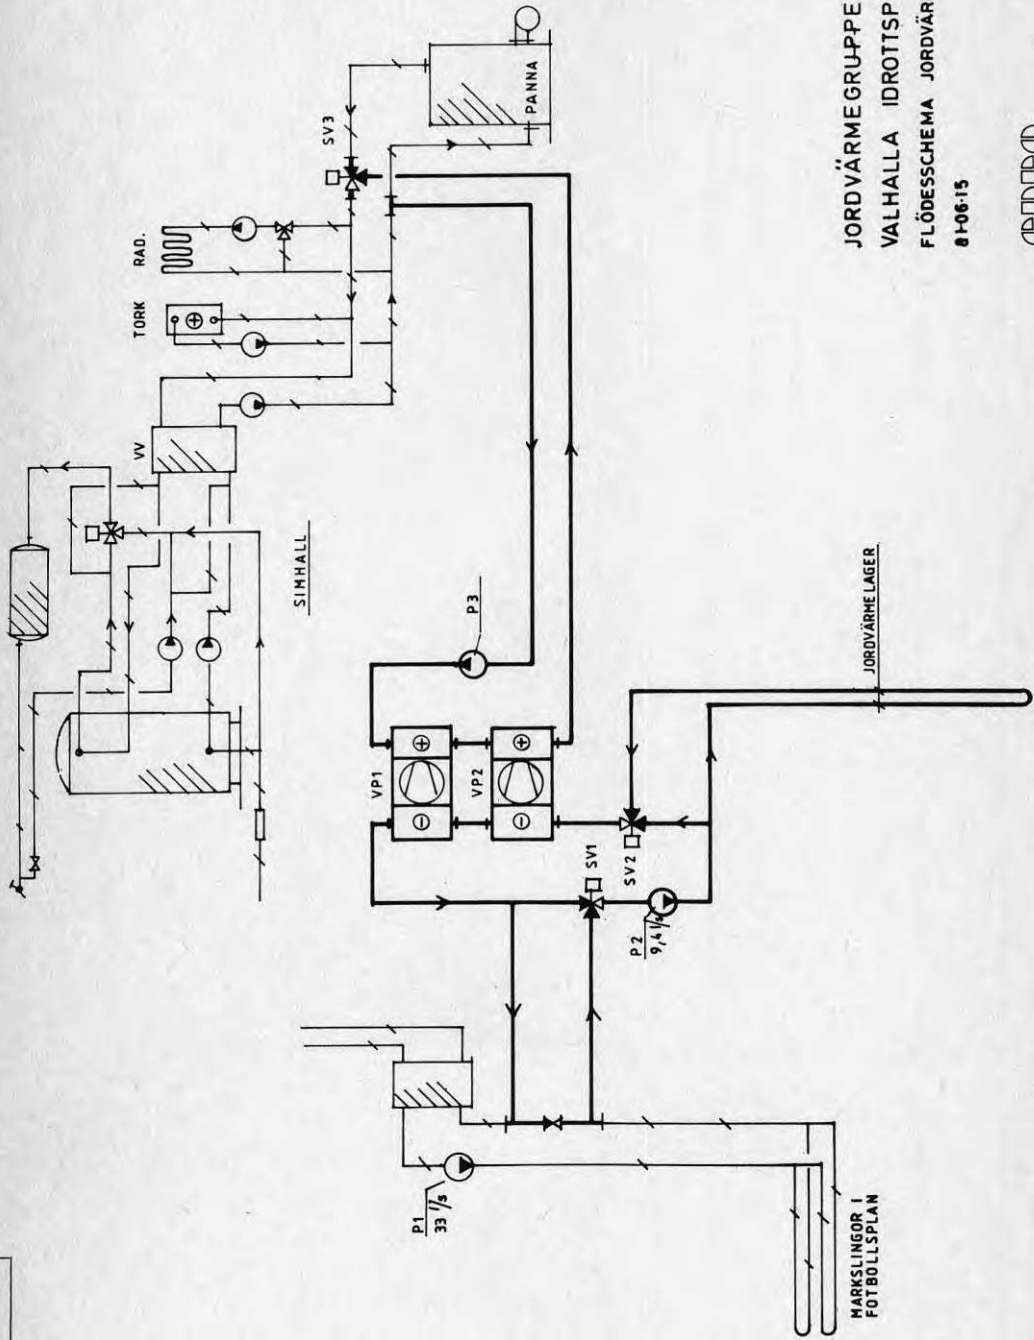 JORDVÄRMEGRUPPE
VALHALLA IDROTTSP
FLÖDESSCHEMA JORDVÄR
81-06-15
PANNA
SV3
RAD.
TORK
VV
SIMHALL
P3
VP1
VP2
SV1
SV2
P2
9,4 l/s
JORDVÄRMELAGER
P1
33 l/s
MARKSLINGOR I
FOTBOLLSPLAN